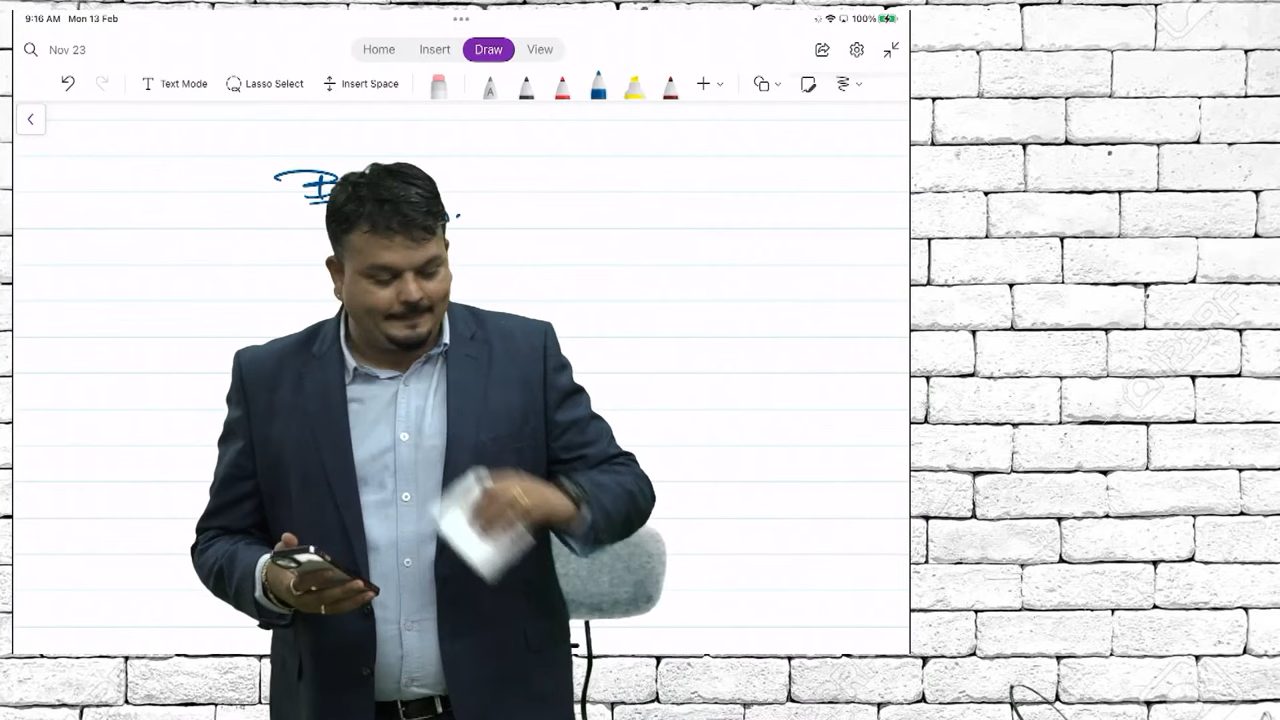 9:16 AM Mon 13 Feb
100%
Nov 23
Home Insert Draw View
Text Mode Lasso Select Insert Space
A